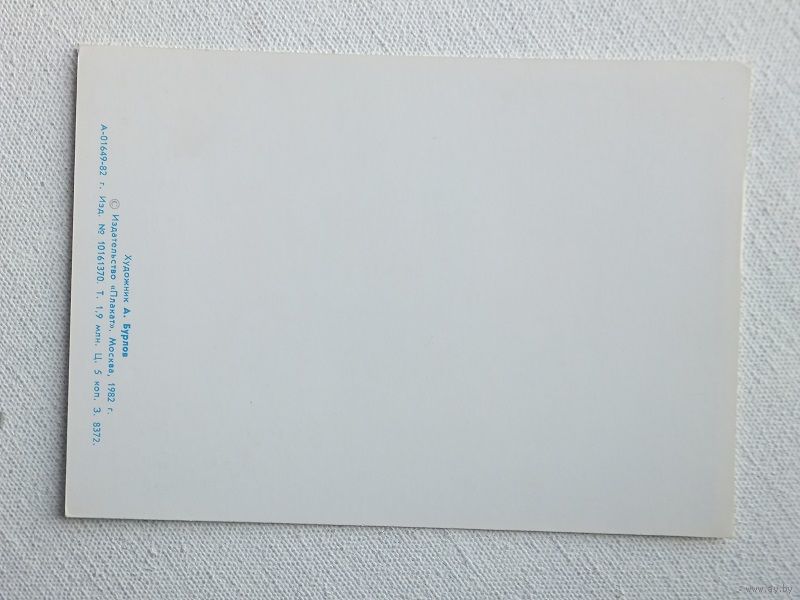 Художник А. Бурлов
© Издательство «Плакат». Москва, 1982 г.
А-01649-82 г. Изд. № 10161370. Т. 1,9 млн. Ц. 5 коп. З. 8372.